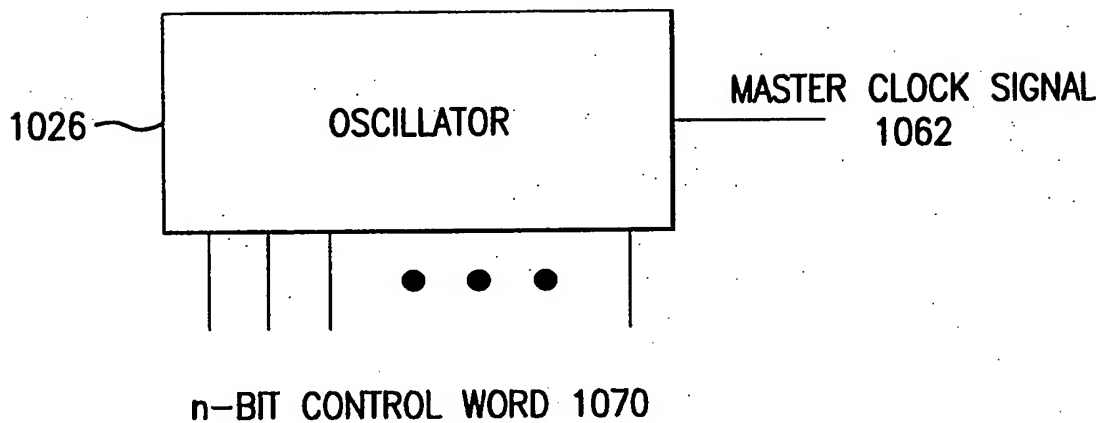 OSCILLATOR
1026
MASTER CLOCK SIGNAL
1062
n-BIT CONTROL WORD 1070